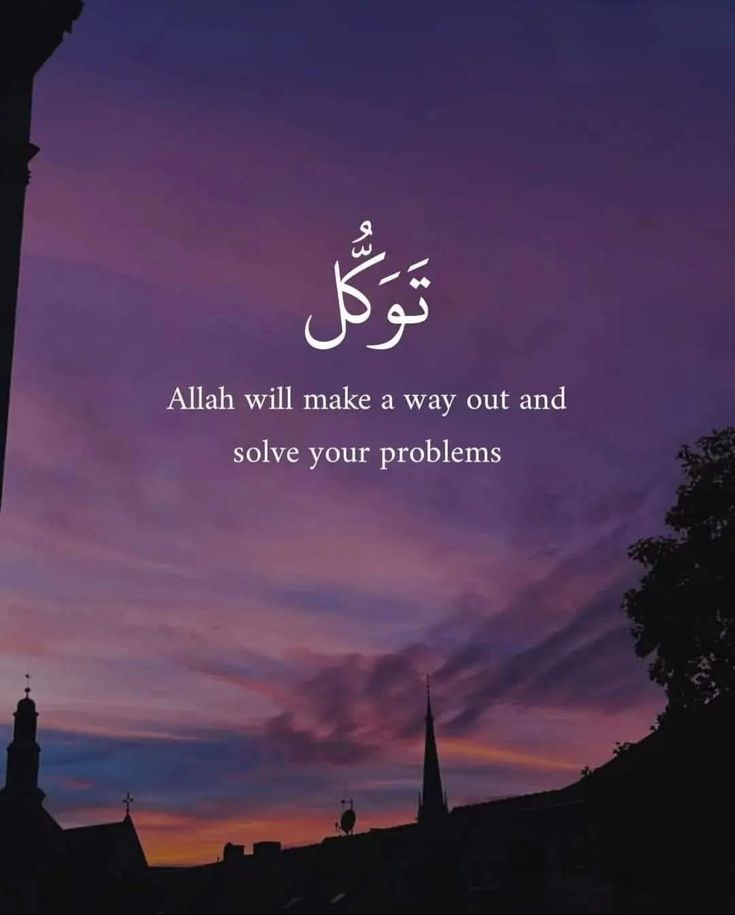 تَوَكُّل
Allah will make a way out and
solve your problems